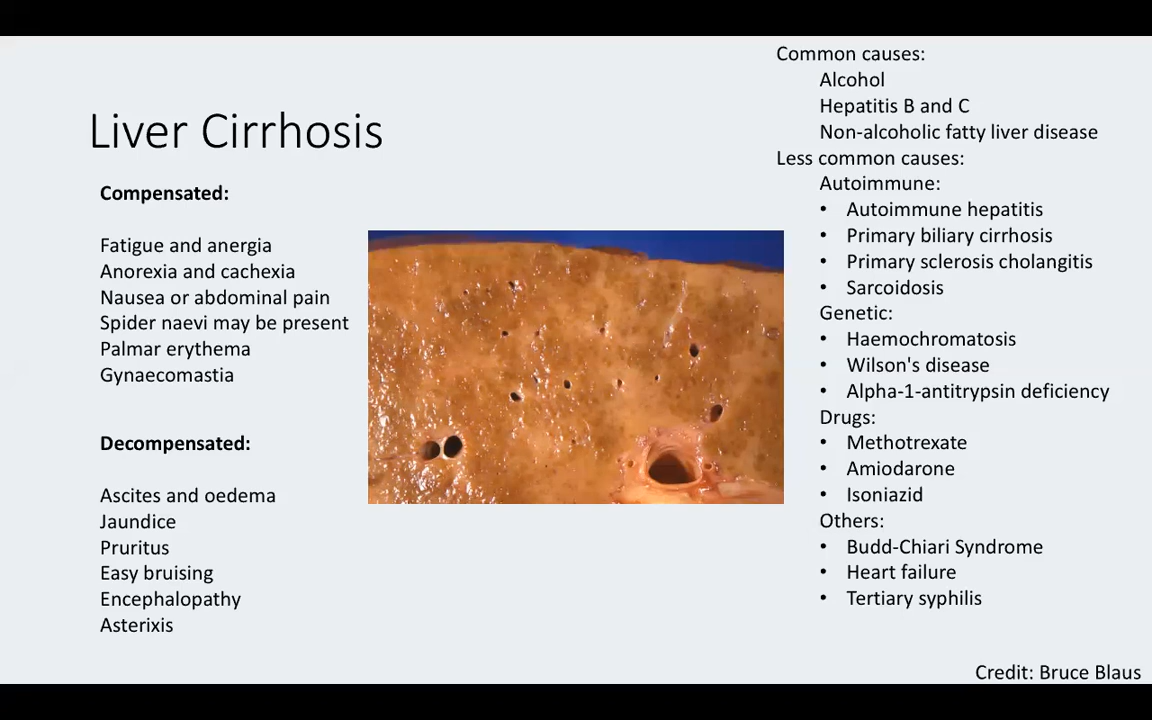 Liver Cirrhosis
Compensated:
Fatigue and anergia
Anorexia and cachexia
Nausea or abdominal pain
Spider naevi may be present
Palmar erythema
Gynaecomastia
Decompensated:
Ascites and oedema
Jaundice
Pruritus
Easy bruising
Encephalopathy
Asterixis
Common causes:
Alcohol
Hepatitis B and C
Non-alcoholic fatty liver disease
Less common causes:
Autoimmune:
• Autoimmune hepatitis
• Primary biliary cirrhosis
• Primary sclerosis cholangitis
• Sarcoidosis
Genetic:
• Haemochromatosis
• Wilson's disease
• Alpha-1-antitrypsin deficiency
Drugs:
• Methotrexate
• Amiodarone
• Isoniazid
Others:
• Budd-Chiari Syndrome
• Heart failure
• Tertiary syphilis
Credit: Bruce Blaus